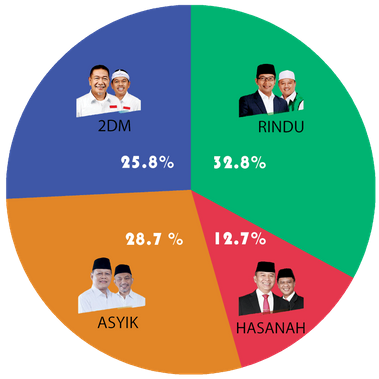 2DM
25.8%
RINDU
32.8%
28.7 %
ASYIK
12.7%
HASANAH